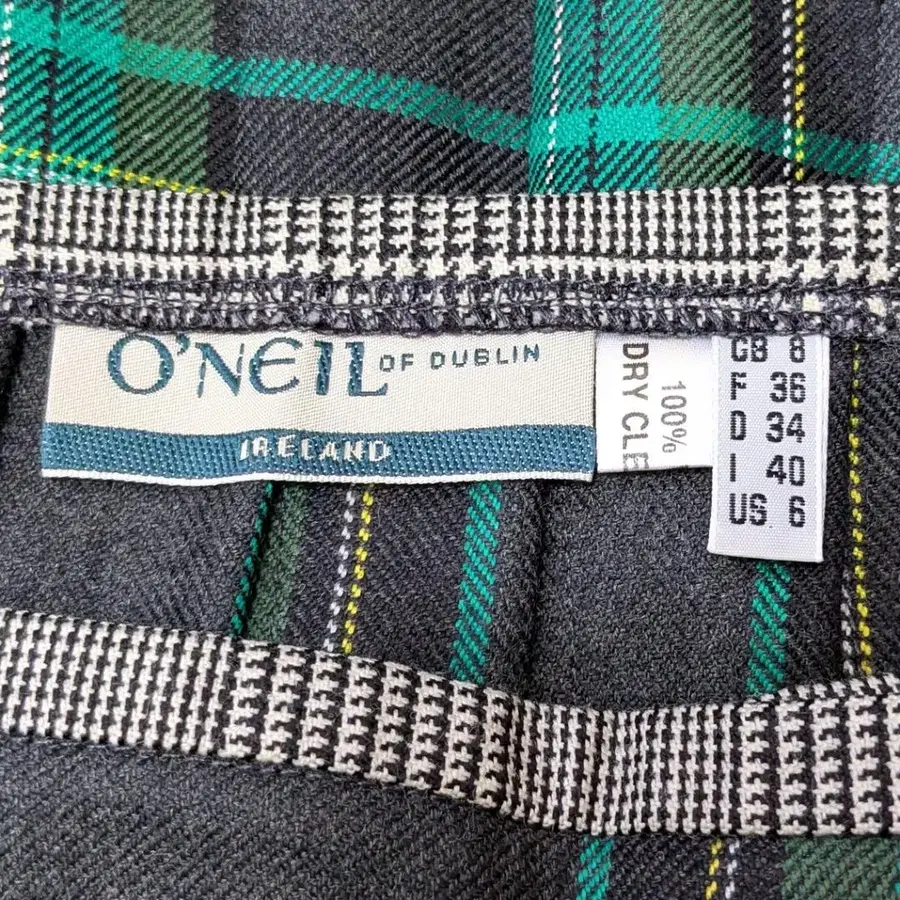 O'NEIL OF DUBLIN
IRELAND
100%
DRY CLE
GB 8
F 36
D 34
I 40
US 6